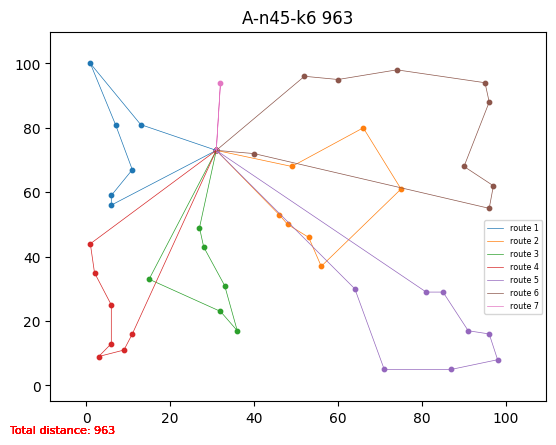 A-n45-k6 963
100
80
60
40
20
0
route 1
route 2
route 3
route 4
route 5
route 6
route 7
0 20 40 60 80 100
Total distance: 963